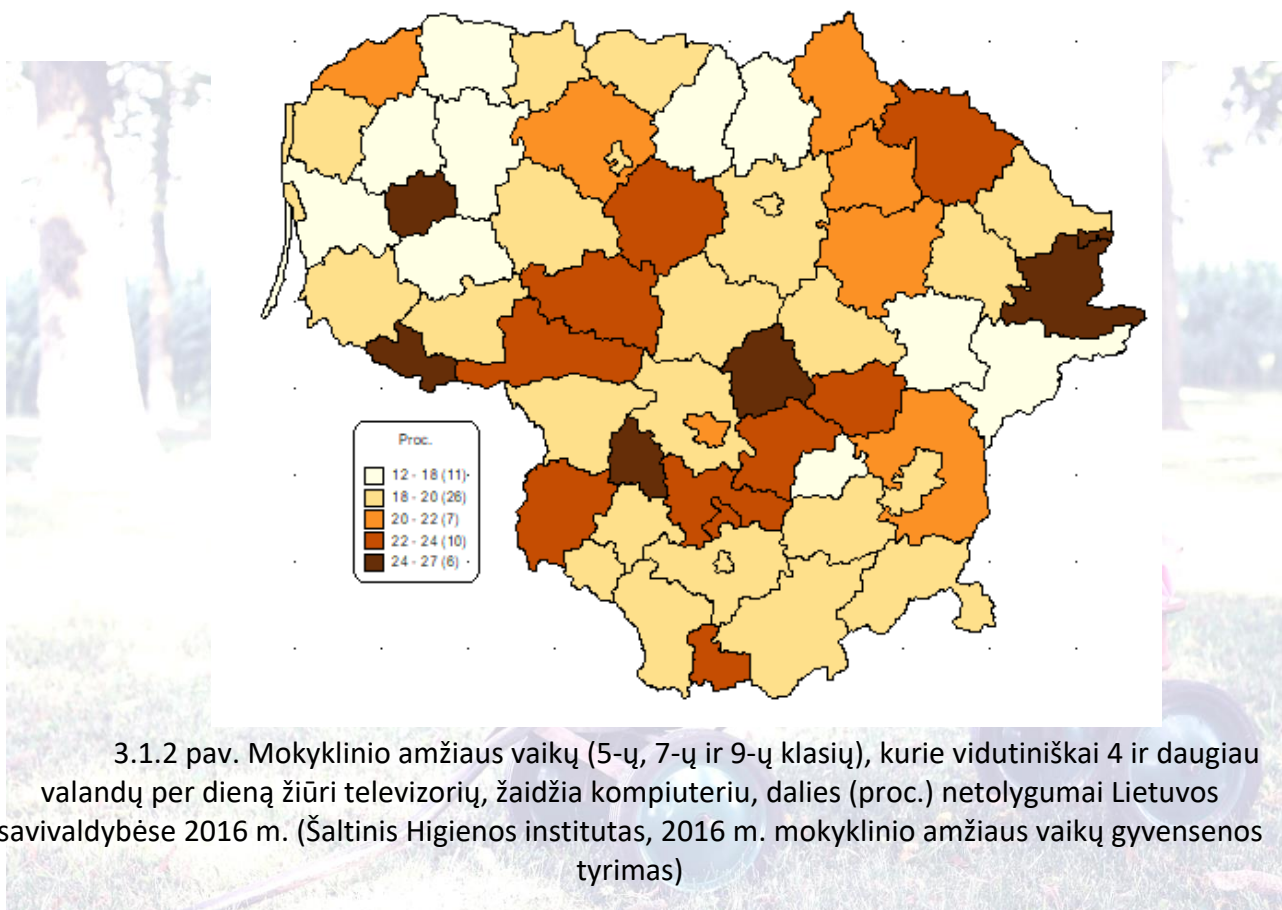 Proc.
12 - 18 (11)
18 - 20 (26)
20 - 22 (7)
22 - 24 (10)
24 - 27 (6)
3.1.2 pav. Mokyklinio amžiaus vaikų (5-ų, 7-ų ir 9-ų klasių), kurie vidutiniškai 4 ir daugiau
valandų per dieną žiūri televizorių, žaidžia kompiuteriu, dalies (proc.) netolygumai Lietuvos
savivaldybėse 2016 m. (Šaltinis Higienos institutas, 2016 m. mokyklinio amžiaus vaikų gyvensenos
tyrimas)